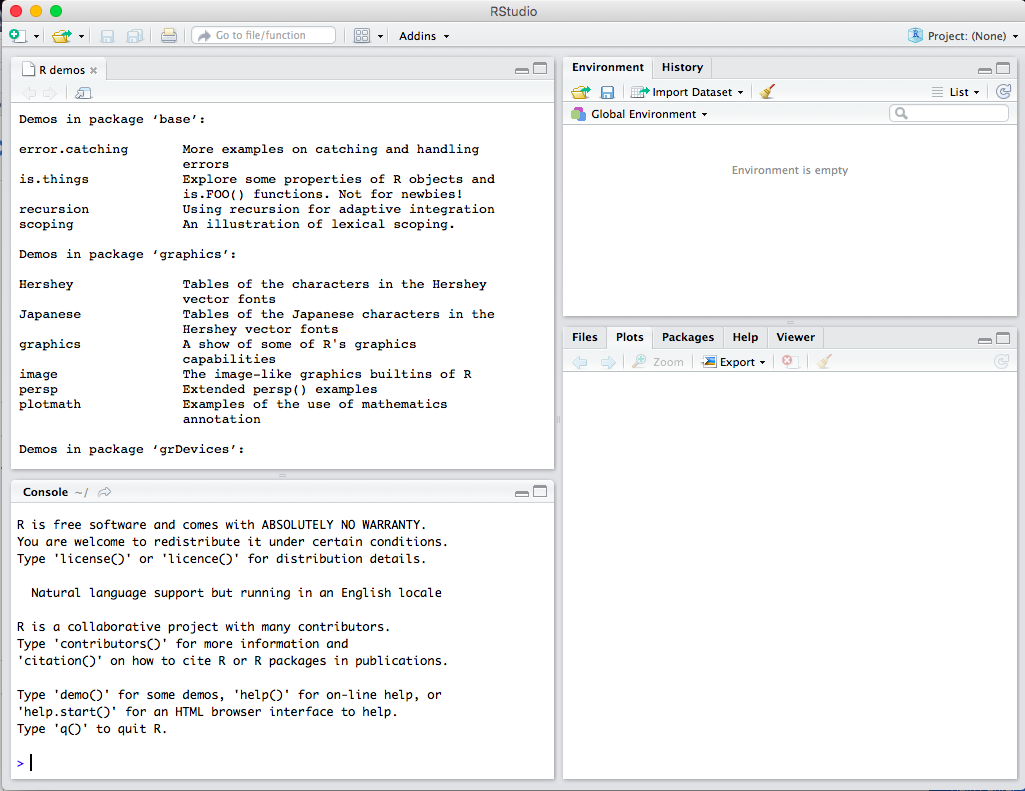 RStudio
Go to file/function
Addins
Project: (None)
R demos
Demos in package ‘base’:
error.catching More examples on catching and handling
errors
is.things Explore some properties of R objects and
is.FOO() functions. Not for newbies!
recursion Using recursion for adaptive integration
scoping An illustration of lexical scoping.
Demos in package ‘graphics’:
Hershey Tables of the characters in the Hershey
vector fonts
Japanese Tables of the Japanese characters in the
Hershey vector fonts
graphics A show of some of R's graphics
capabilities
image The image-like graphics builtins of R
persp Extended persp() examples
plotmath Examples of the use of mathematics
annotation
Demos in package ‘grDevices’:
Console ~/
R is free software and comes with ABSOLUTELY NO WARRANTY.
You are welcome to redistribute it under certain conditions.
Type 'license()' or 'licence()' for distribution details.
Natural language support but running in an English locale
R is a collaborative project with many contributors.
Type 'contributors()' for more information and
'citation()' on how to cite R or R packages in publications.
Type 'demo()' for some demos, 'help()' for on-line help, or
'help.start()' for an HTML browser interface to help.
Type 'q()' to quit R.
>
Environment History
Import Dataset List
Global Environment
Environment is empty
Files Plots Packages Help Viewer
Zoom Export